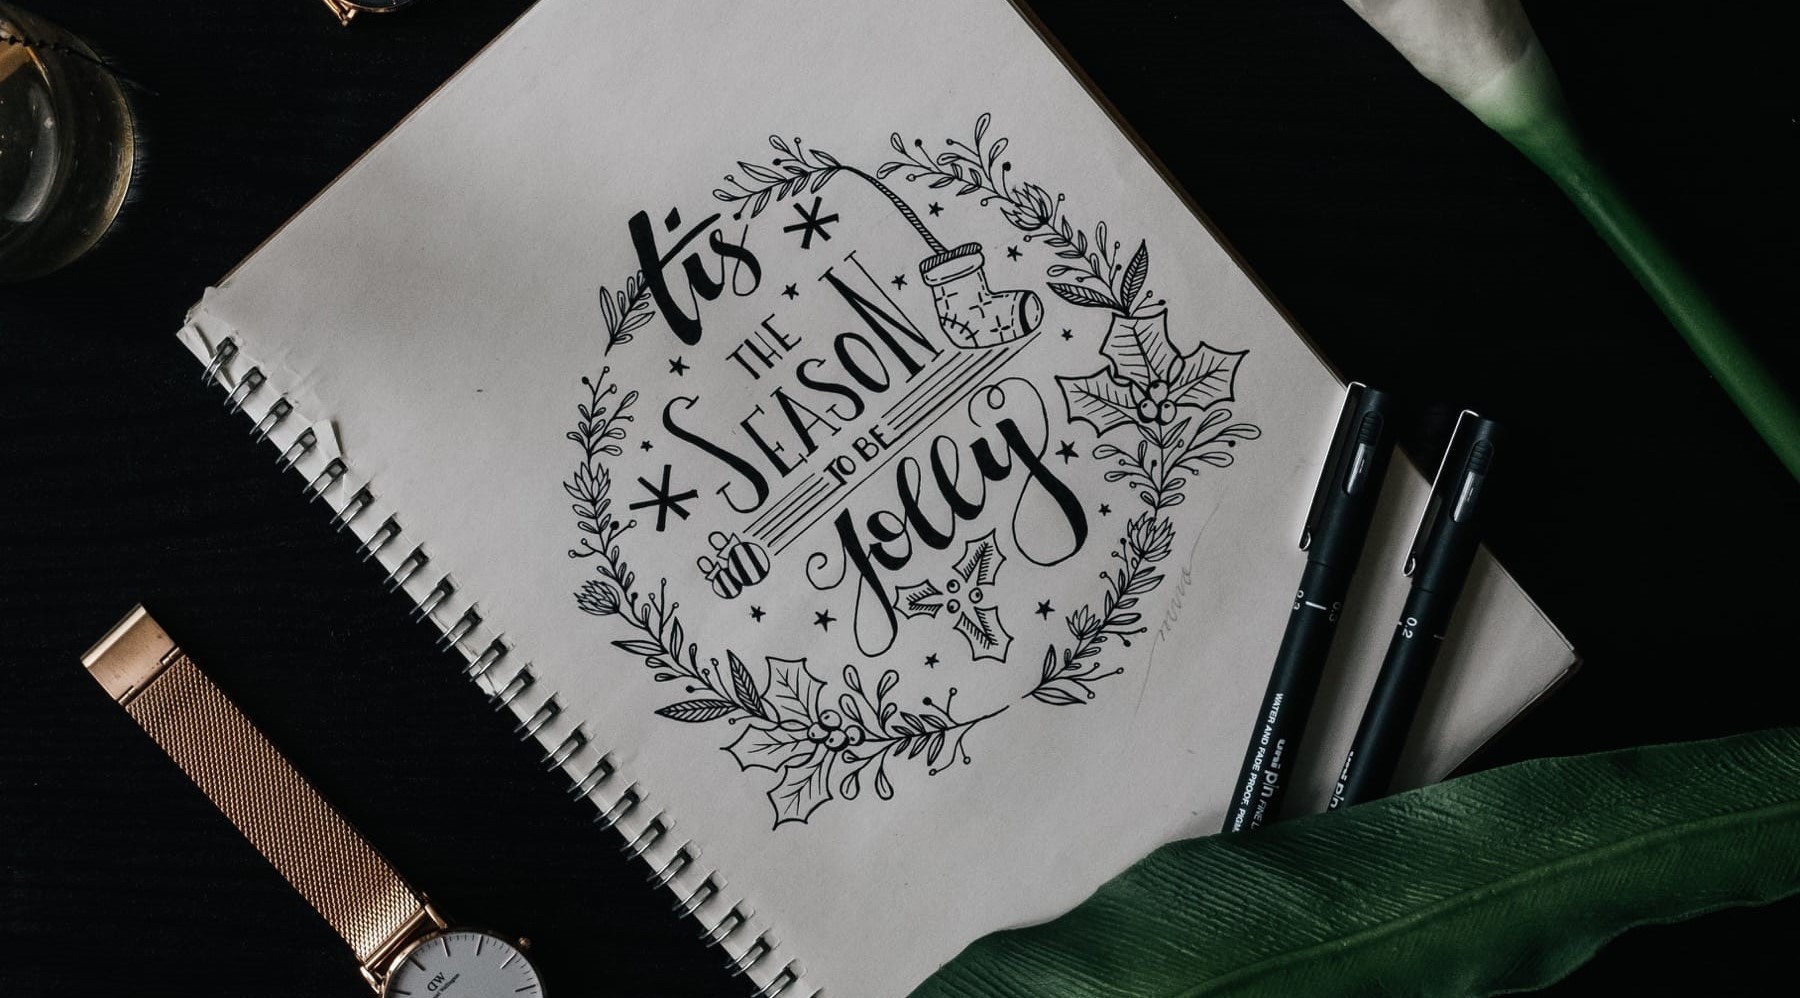 'tis
THE
SEASON
TO BE
Jolly
0.3
0.2
WATER AND FADE PROOF, PIGM
uni pin FINE L
uni pin
DW